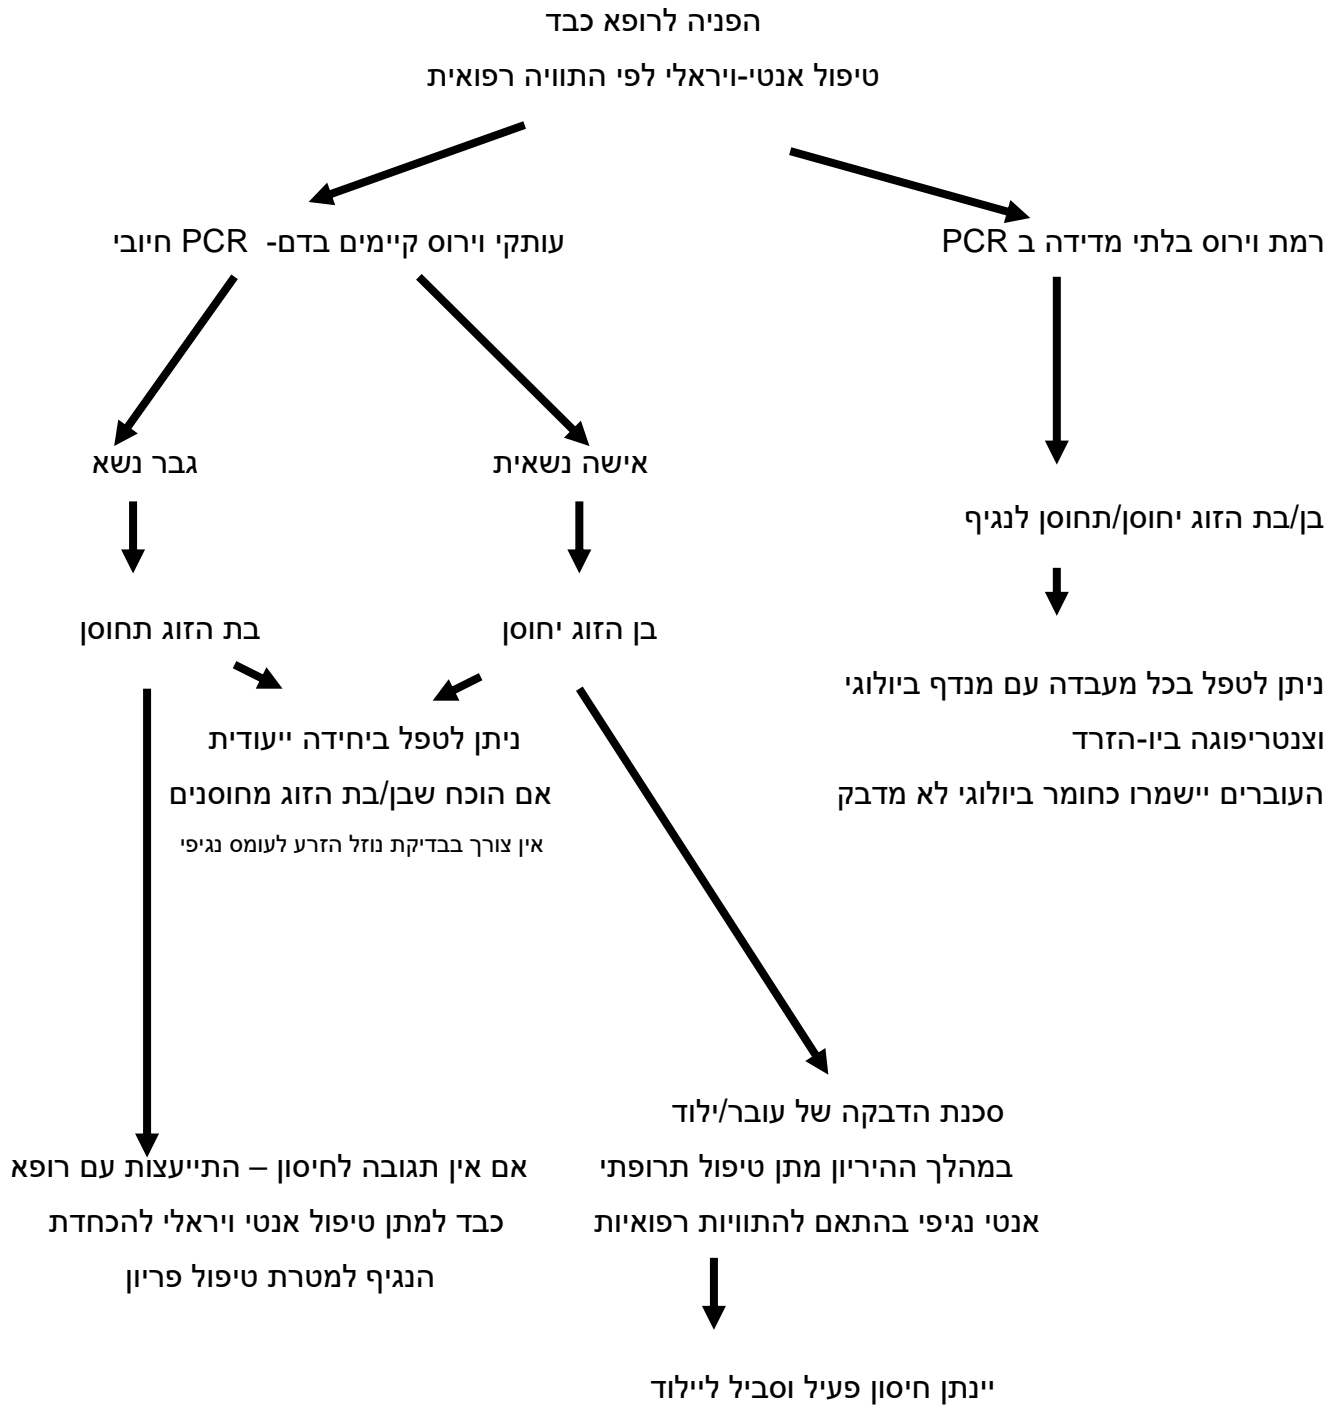 הפניה לרופא כבד
טיפול אנטי-ויראלי לפי התוויה רפואית
רמת וירוס בלתי מדידה ב PCR
עותקי וירוס קיימים בדם- PCR חיובי
אישה נשאית
גבר נשא
בן/בת הזוג יחוסן/תחוסן לנגיף
בן הזוג יחוסן
בת הזוג תחוסן
ניתן לטפל בכל מעבדה עם מנדף ביולוגי
וצנטריפוגה ביו-הזרד
העוברים יישמרו כחומר ביולוגי לא מדבק
ניתן לטפל ביחידה ייעודית
אם הוכח שבן/בת הזוג מחוסנים
אין צורך בבדיקת נוזל הזרע לעומס נגיפי
סכנת הדבקה של עובר/ילוד
במהלך ההיריון מתן טיפול תרופתי
אנטי נגיפי בהתאם להתוויות רפואיות
אם אין תגובה לחיסון – התייעצות עם רופא
כבד למתן טיפול אנטי ויראלי להכחדת
הנגיף למטרת טיפול פריון
יינתן חיסון פעיל וסביל ליילוד